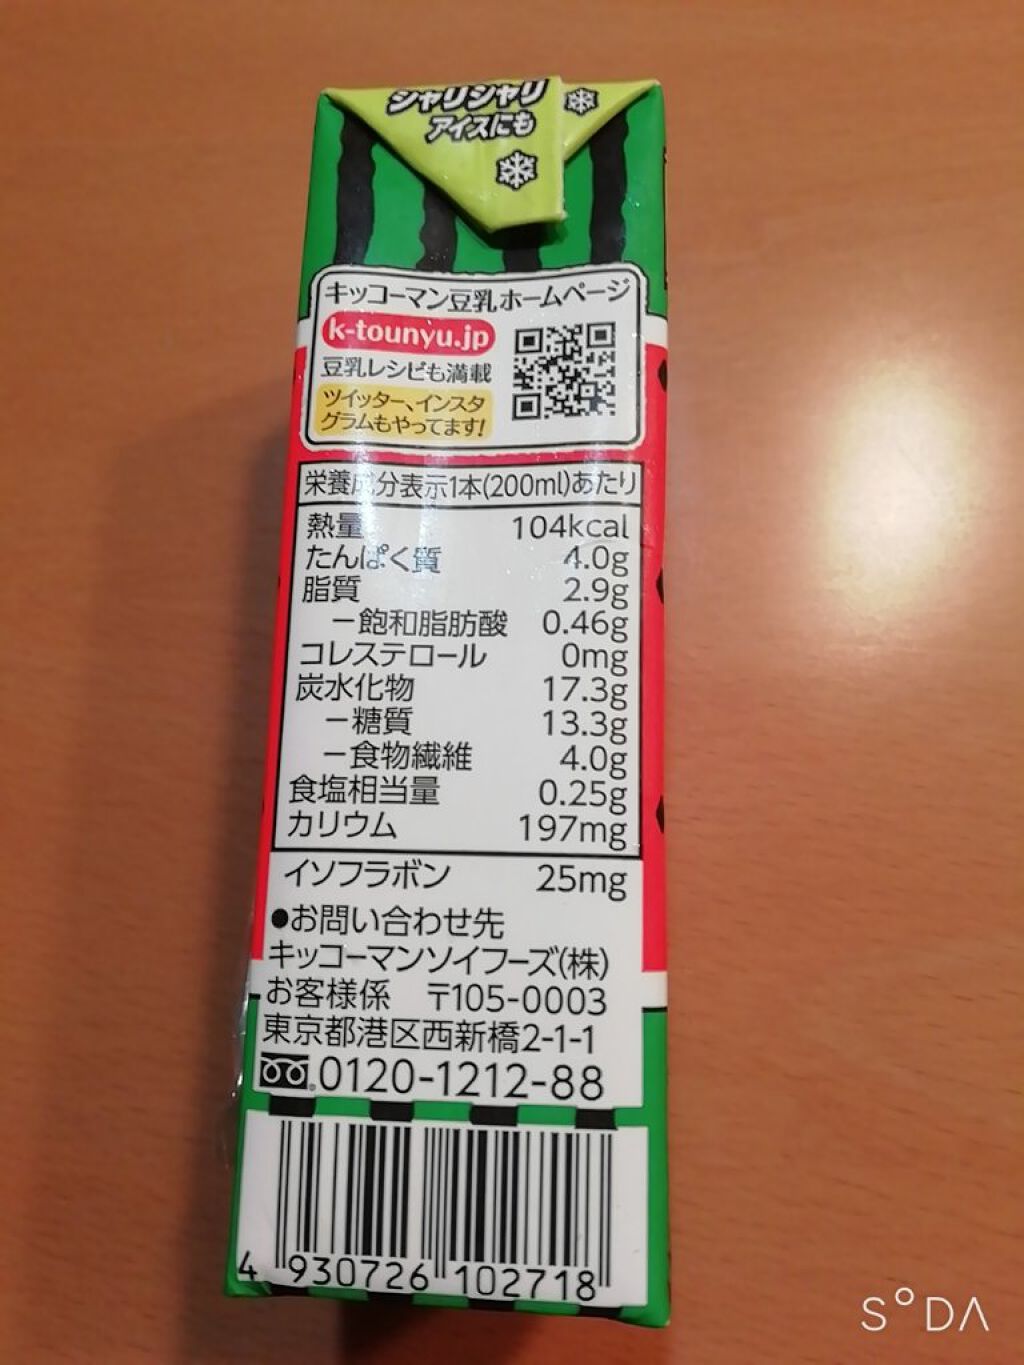 シャリシャリ
アイスにも
キッコーマン豆乳ホームページ
k-tounyu.jp
豆乳レシピも満載
ツイッター、インスタ
グラムもやってます!
栄養成分表示1本(200ml)あたり
熱量 104kcal
たんぱく質 4.0g
脂質 2.9g
−飽和脂肪酸 0.46g
コレステロール 0mg
炭水化物 17.3g
−糖質 13.3g
−食物繊維 4.0g
食塩相当量 0.25g
カリウム 197mg
イソフラボン 25mg
●お問い合わせ先
キッコーマンソイフーズ(株)
お客様係 〒105-0003
東京都港区西新橋2-1-1
0120-1212-88
4 930726 102718
SODA